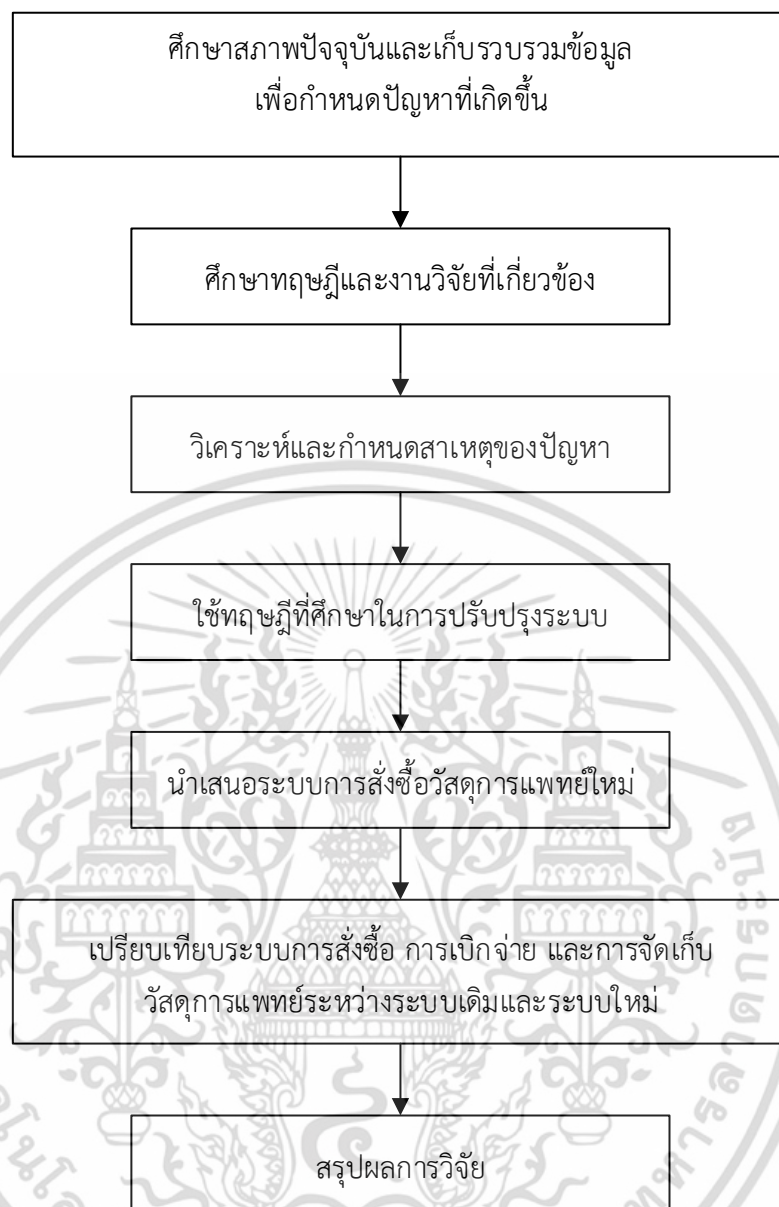 ศึกษาสภาพปัจจุบันและเก็บรวบรวมข้อมูล
เพื่อกำหนดปัญหาที่เกิดขึ้น
ศึกษาทฤษฎีและงานวิจัยที่เกี่ยวข้อง
วิเคราะห์และกำหนดสาเหตุของปัญหา
ใช้ทฤษฎีที่ศึกษาในการปรับปรุงระบบ
นำเสนอระบบการสั่งซื้อวัสดุการแพทย์ใหม่
เปรียบเทียบระบบการสั่งซื้อ การเบิกจ่าย และการจัดเก็บ
วัสดุการแพทย์ระหว่างระบบเดิมและระบบใหม่
สรุปผลการวิจัย